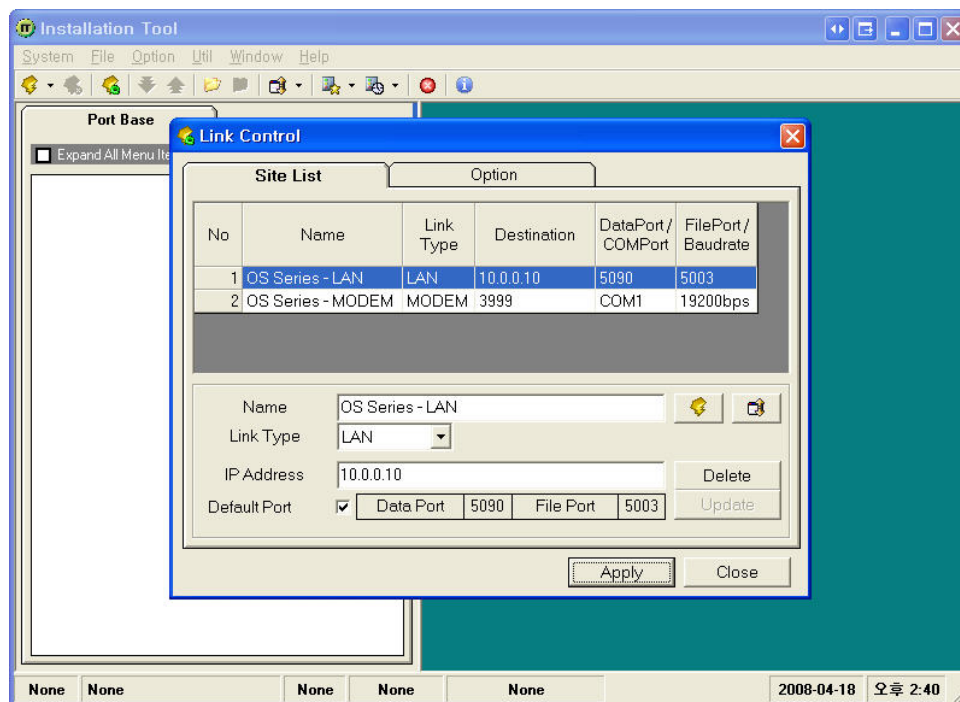 Installation Tool
System File Option Util Window Help
Port Base
Expand All Menu Ite
Link Control
Site List Option
No Name Link Type Destination DataPort/ COMPort FilePort/ Baudrate
1 OS Series - LAN LAN 10.0.0.10 5090 5003
2 OS Series - MODEM MODEM 3999 COM1 19200bps
Name OS Series - LAN
Link Type LAN
IP Address 10.0.0.10 Delete
Default Port Data Port 5090 File Port 5003 Update
Apply Close
None None None None None 2008-04-18 오후 2:40